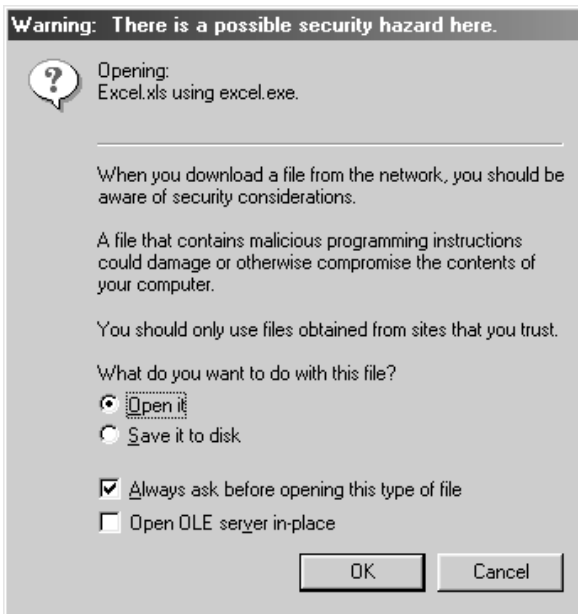 Warning: There is a possible security hazard here.
Opening:
Excel.xls using excel.exe.
When you download a file from the network, you should be
aware of security considerations.
A file that contains malicious programming instructions
could damage or otherwise compromise the contents of
your computer.
You should only use files obtained from sites that you trust.
What do you want to do with this file?
Open it
Save it to disk
Always ask before opening this type of file
Open OLE server in-place
OK Cancel